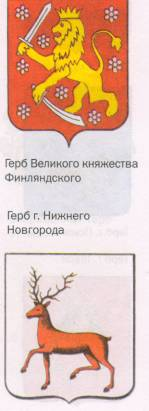 Герб Великого княжества
Финляндского
Герб г. Нижнего
Новгорода